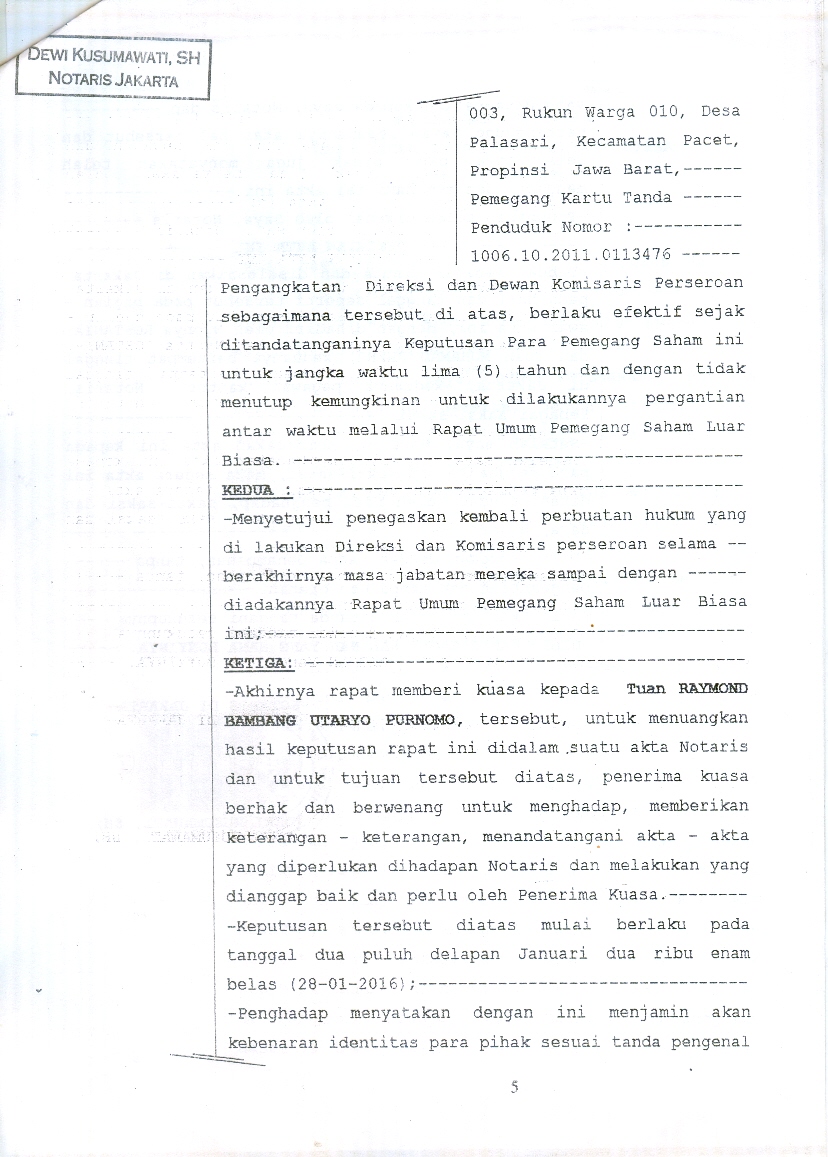 DEWI KUSUMAWATI, SH
NOTARIS JAKARTA
003, Rukun Warga 010, Desa
Palasari, Kecamatan Pacet,
Propinsi Jawa Barat,------
Pemegang Kartu Tanda ------
Penduduk Nomor :-----------
1006.10.2011.0113476 ------
Pengangkatan Direksi dan Dewan Komisaris Perseroan
sebagaimana tersebut di atas, berlaku efektif sejak
ditandatanganinya Keputusan Para Pemegang Saham ini
untuk jangka waktu lima (5) tahun dan dengan tidak
menutup kemungkinan untuk dilakukannya pergantian
antar waktu melalui Rapat Umum Pemegang Saham Luar
Biasa. ---------------------------------------------
KEDUA : --------------------------------------------
-Menyetujui penegaskan kembali perbuatan hukum yang
di lakukan Direksi dan Komisaris perseroan selama --
berakhirnya masa jabatan mereka sampai dengan ------
diadakannya Rapat Umum Pemegang Saham Luar Biasa
ini;------------------------------------------------
KETIGA: --------------------------------------------
-Akhirnya rapat memberi kuasa kepada Tuan RAYMOND
BAMBANG UTARYO PURNOMO, tersebut, untuk menuangkan
hasil keputusan rapat ini didalam suatu akta Notaris
dan untuk tujuan tersebut diatas, penerima kuasa
berhak dan berwenang untuk menghadap, memberikan
keterangan - keterangan, menandatangani akta - akta
yang diperlukan dihadapan Notaris dan melakukan yang
dianggap baik dan perlu oleh Penerima Kuasa.--------
-Keputusan tersebut diatas mulai berlaku pada
tanggal dua puluh delapan Januari dua ribu enam
belas (28-01-2016);---------------------------------
-Penghadap menyatakan dengan ini menjamin akan
kebenaran identitas para pihak sesuai tanda pengenal
5